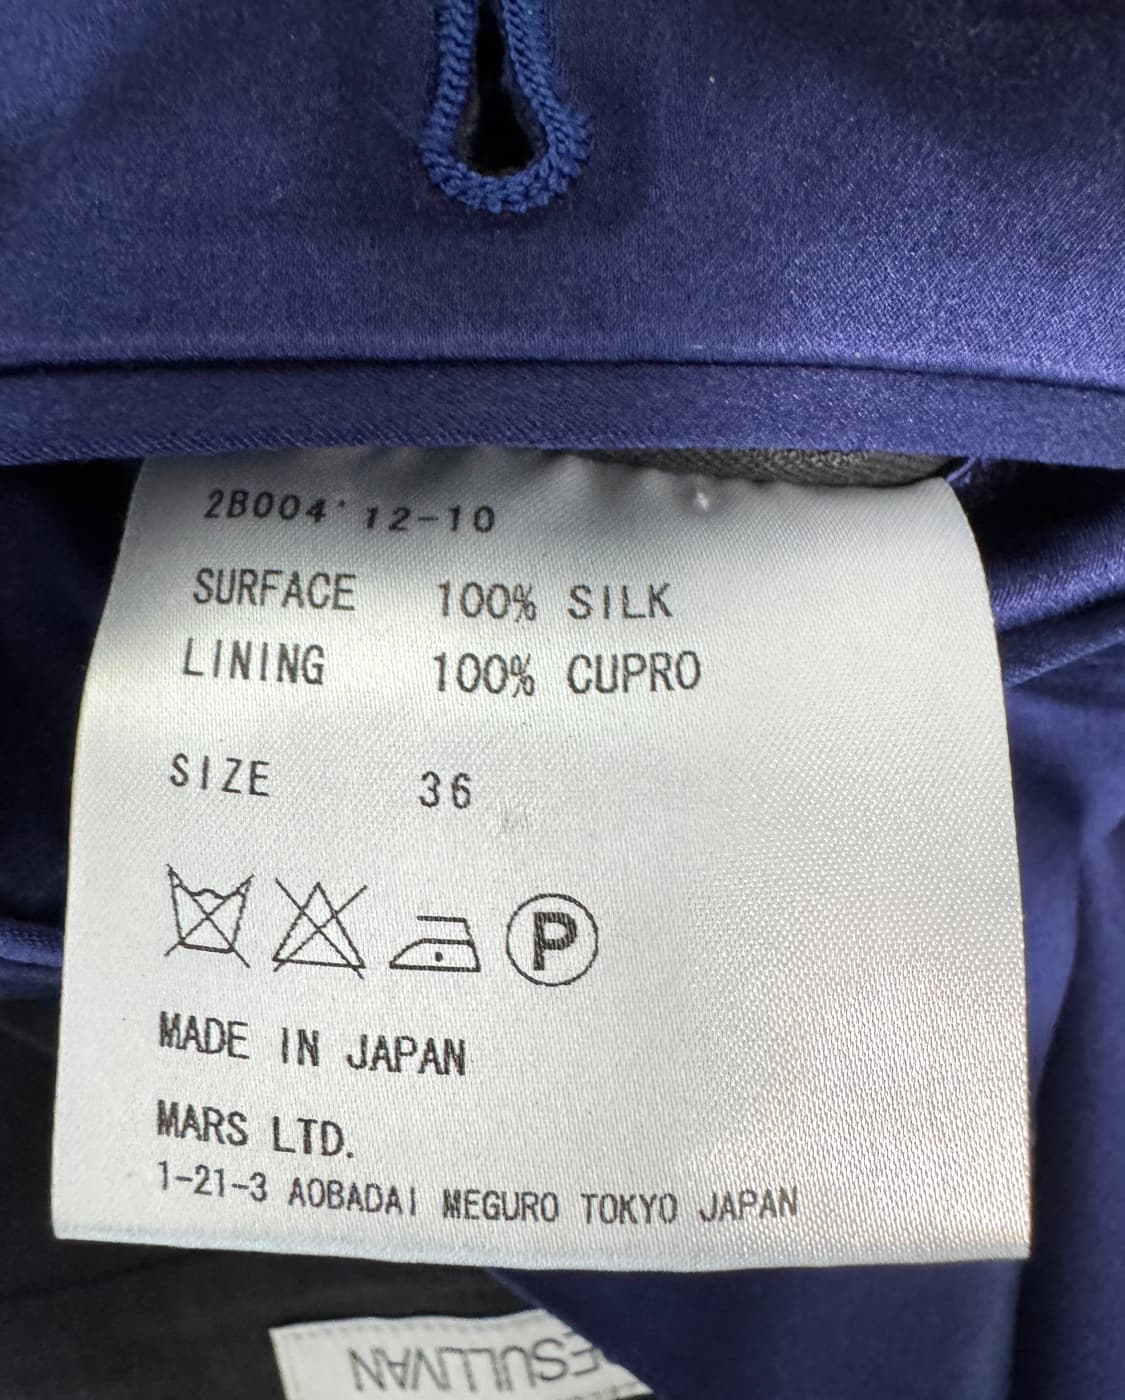 2B004' 12-10
SURFACE 100% SILK
LINING 100% CUPRO
SIZE 36
P
MADE IN JAPAN
MARS LTD.
1-21-3 AOBADAI MEGURO TOKYO JAPAN
ESULLIVAN